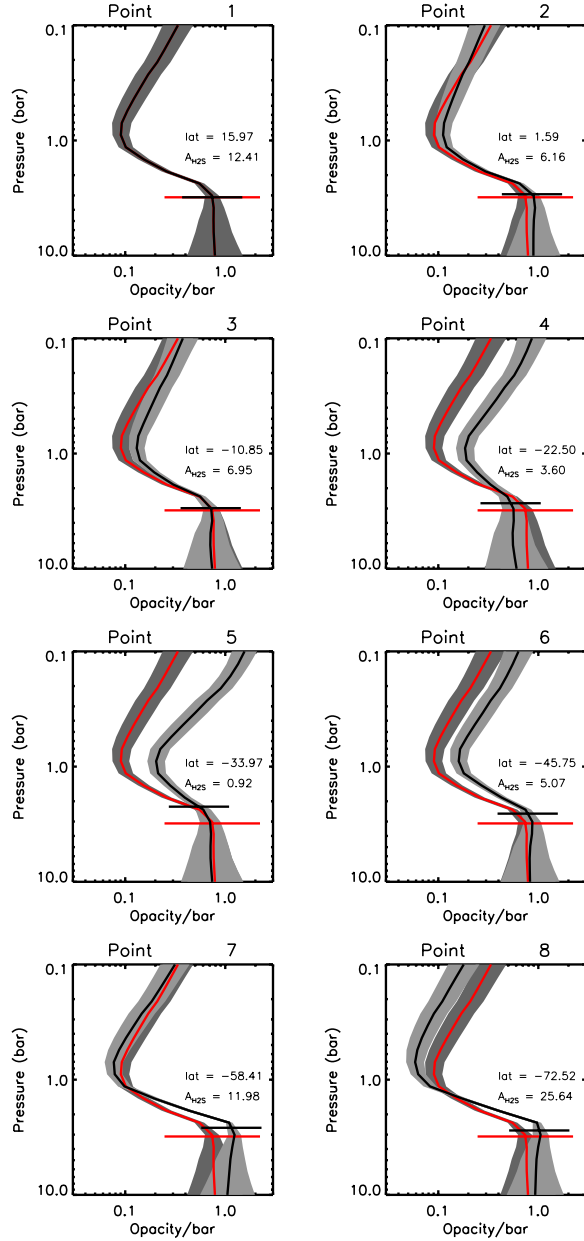 Point 1
0.1
1.0
10.0
Pressure (bar)
lat = 15.97
A_H2S = 12.41
0.1 1.0
Opacity/bar
Point 2
0.1
1.0
10.0
Pressure (bar)
lat = 1.59
A_H2S = 6.16
0.1 1.0
Opacity/bar
Point 3
0.1
1.0
10.0
Pressure (bar)
lat = −10.85
A_H2S = 6.95
0.1 1.0
Opacity/bar
Point 4
0.1
1.0
10.0
Pressure (bar)
lat = −22.50
A_H2S = 3.60
0.1 1.0
Opacity/bar
Point 5
0.1
1.0
10.0
Pressure (bar)
lat = −33.97
A_H2S = 0.92
0.1 1.0
Opacity/bar
Point 6
0.1
1.0
10.0
Pressure (bar)
lat = −45.75
A_H2S = 5.07
0.1 1.0
Opacity/bar
Point 7
0.1
1.0
10.0
Pressure (bar)
lat = −58.41
A_H2S = 11.98
0.1 1.0
Opacity/bar
Point 8
0.1
1.0
10.0
Pressure (bar)
lat = −72.52
A_H2S = 25.64
0.1 1.0
Opacity/bar